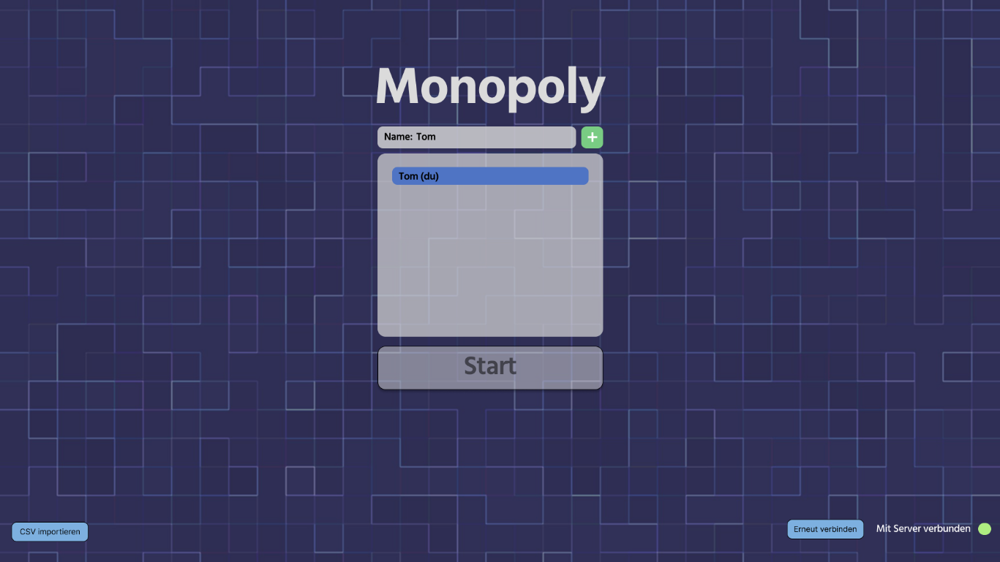 Monopoly
Name: Tom
+
Tom (du)
Start
CSV importieren
Erneut verbinden
Mit Server verbunden